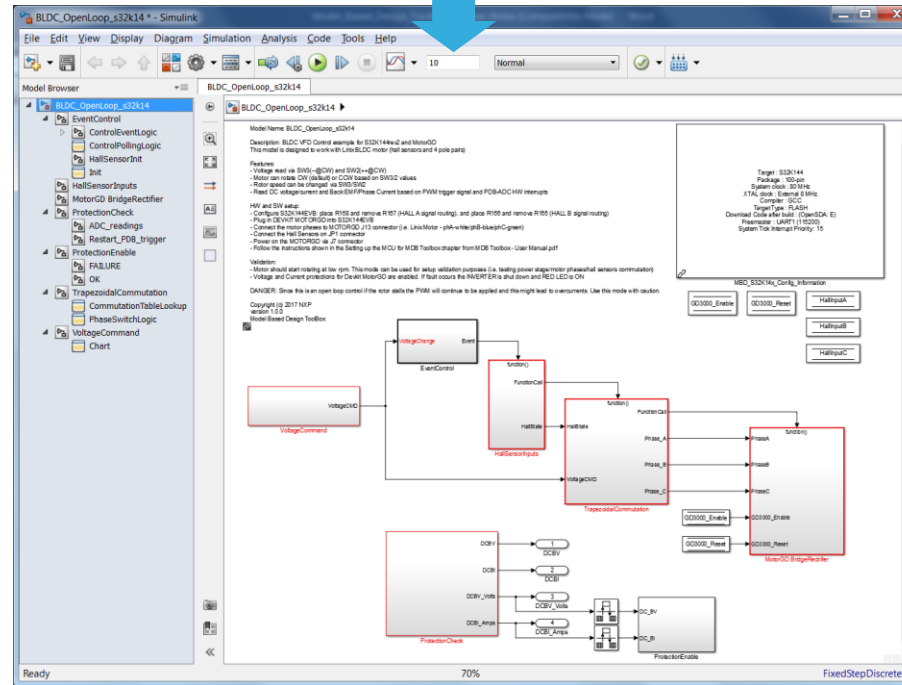 BLDC_OpenLoop_s32k14 * - Simulink
File Edit View Display Diagram Simulation Analysis Code Tools Help
10
Normal
Model Browser
BLDC_OpenLoop_s32k14
BLDC_OpenLoop_s32k14
BLDC_OpenLoop_s32k14
EventControl
ControlEventLogic
ControlPollingLogic
HallSensorInit
Init
HallSensorInputs
MotorGD BridgeRectifier
ProtectionCheck
ADC_readings
Restart_PDB_trigger
ProtectionEnable
FAILURE
OK
TrapezoidalCommutation
CommutationTableLookup
PhaseSwitchLogic
VoltageCommand
Chart
Model Name: BLDC_OpenLoop_s32k14
Description: BLDC VFD Control example for S32K144rev2 and MotorGD
This model is designed to work with Linix BLDC motor (hall sensors and 4 pole pairs)
Features:
- Voltage read via SW3(--@CW) and SW2(++@CW)
- Motor can rotate CW (default) or CCW based on SW3/2 values
- Rotor speed can be changed via SW3/SW2
- Read DC voltage/current and Back EMF/Phase Current based on PWM trigger signal and PDB-ADC HW interrupts
HW and SW setup:
- Configure S32K144EVB: place R168 and remove R167 (HALL A signal routing), and place R166 and remove R165 (HALL B signal routing)
- Plug in DEVKIT MOTORGD into S32K144EVB
- Connect the motor phases to MOTORGD J13 connector (i.e. Linix Motor - phA-white/phB-blue/phC-green)
- Connect the Hall Sensors on JP1 connector
- Power on the MOTORGD via J7 connector
- Follow the instructions shown in the Setting up the MCU for MDB Toolbox chapter from MDB Toolbox - User Manual.pdf
Validation:
- Motor should start rotating at low rpm. This mode can be used for setup validation purposes (i.e. testing power stage/motor phases/hall sensors commutation)
- Voltage and Current protections for Devkit MotorGD are enabled. If fault occurs the INVERTER is shut down and RED LED is ON
DANGER: Since this is an open loop control if the rotor stalls the PWM will continue to be applied and this might lead to overcurrents. Use this mode with caution.
Copyright (c) 2017 NXP
version 1.0.0
Model Based Design ToolBox
Target : S32K144
Package : 100-pin
System clock : 80 MHz
XTAL clock : External 8 MHz
Compiler : GCC
Target Type : FLASH
Download Code after build : (OpenSDA: E)
Freemaster : UART1 (115200)
System Tick Interrupt Priority: 15
MBD_S32K14x_Config_Information
GD3000_Enable
GD3000_Reset
HallInputA
HallInputB
HallInputC
VoltageChange
Event
EventControl
function()
FunctionCall
HallState
HallSensorInputs
VoltageCMD
VoltageCommand
function()
FunctionCall
HallState
Phase_A
Phase_B
VoltageCMD
Phase_C
TrapezoidalCommutation
function()
PhaseA
PhaseB
PhaseC
GD3000_Enable
GD3000_Enable
GD3000_Reset
GD3000_Reset
MotorGD BridgeRectifier
DCBV
1
DCBV
DCBI
2
DCBI
DCBV_Volts
3
DCBV_Volts
DCBI_Amps
4
DCBI_Amps
ProtectionCheck
DC_BV
DC_BI
ProtectionEnable
Ready
70%
FixedStepDiscrete